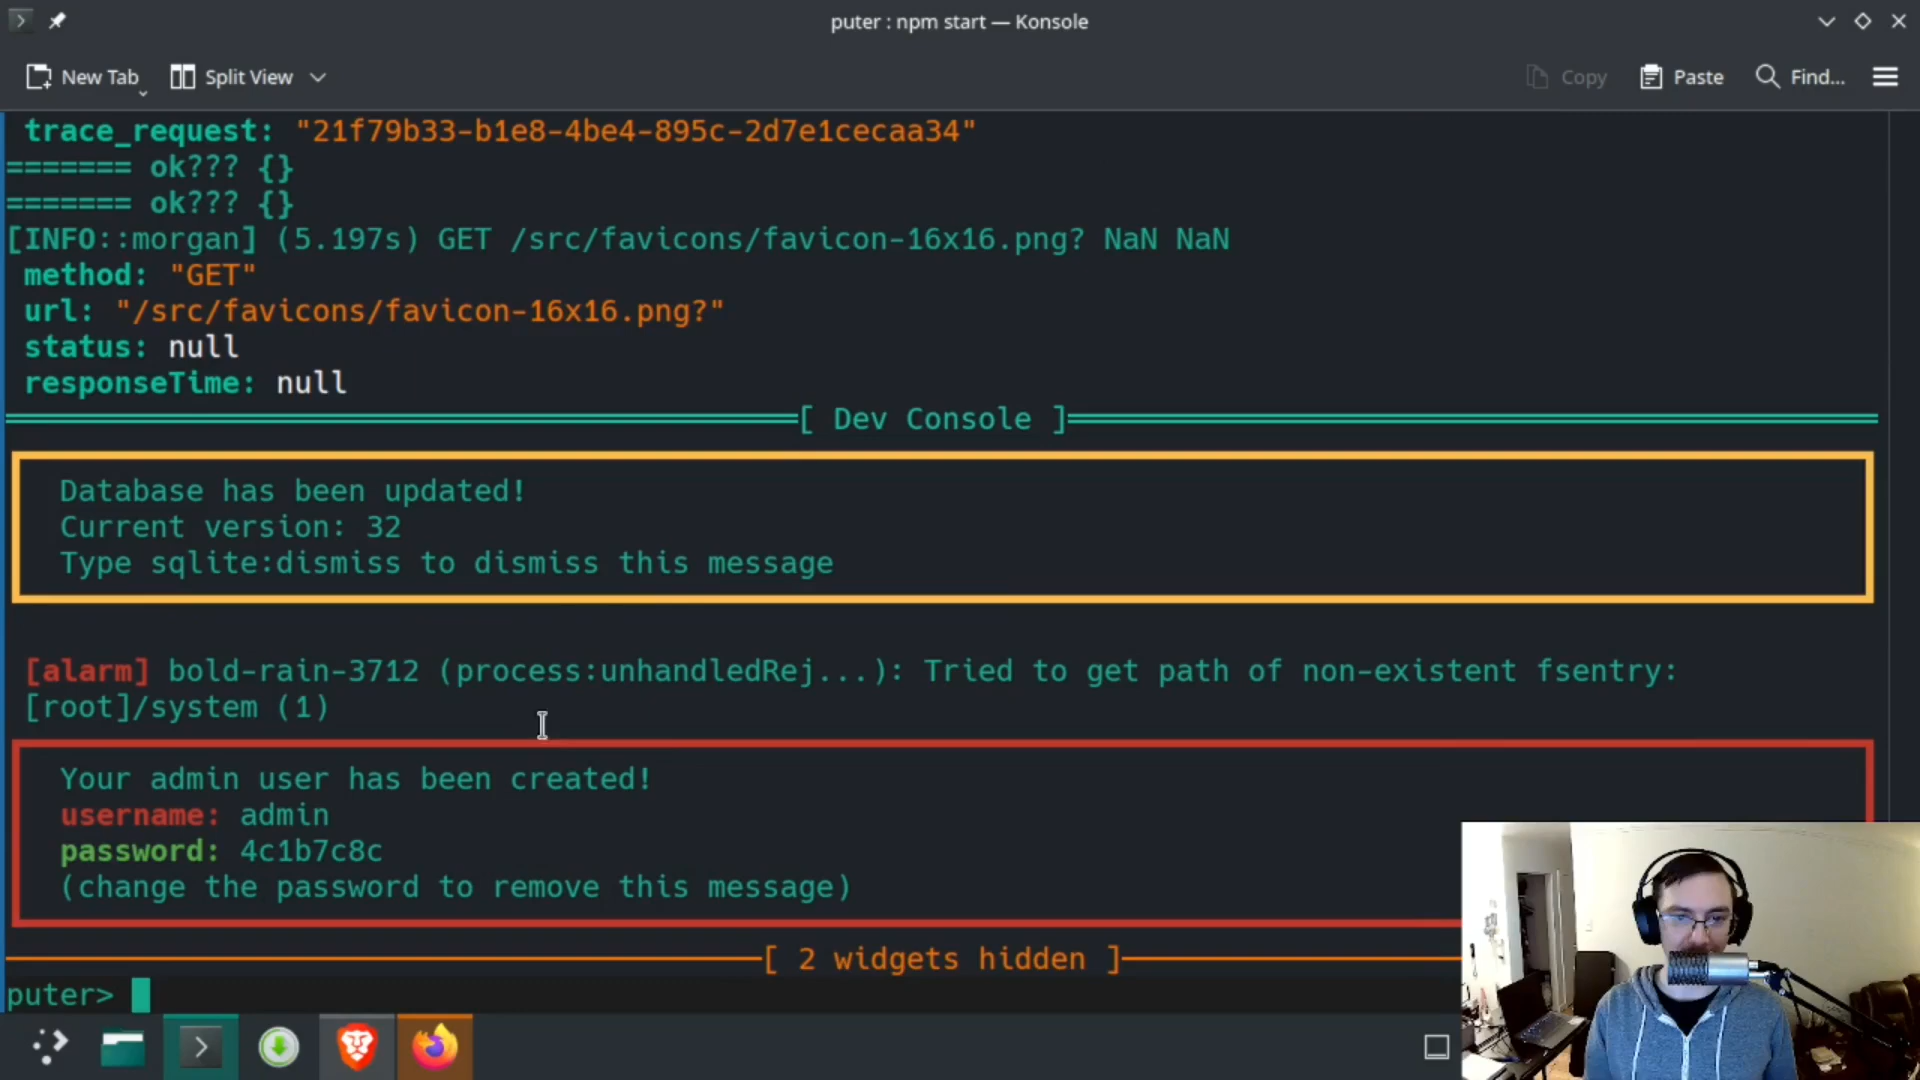 puter : npm start — Konsole
New Tab
Split View
Copy
Paste
Find...
trace_request: "21f79b33-b1e8-4be4-895c-2d7e1cecaa34"
======= ok??? {}
======= ok??? {}
[INFO::morgan] (5.197s) GET /src/favicons/favicon-16x16.png? NaN NaN
method: "GET"
url: "/src/favicons/favicon-16x16.png?"
status: null
responseTime: null
[ Dev Console ]
Database has been updated!
Current version: 32
Type sqlite:dismiss to dismiss this message
[alarm] bold-rain-3712 (process:unhandledRej...): Tried to get path of non-existent fsentry:
[root]/system (1)
Your admin user has been created!
username: admin
password: 4c1b7c8c
(change the password to remove this message)
[ 2 widgets hidden ]
puter>